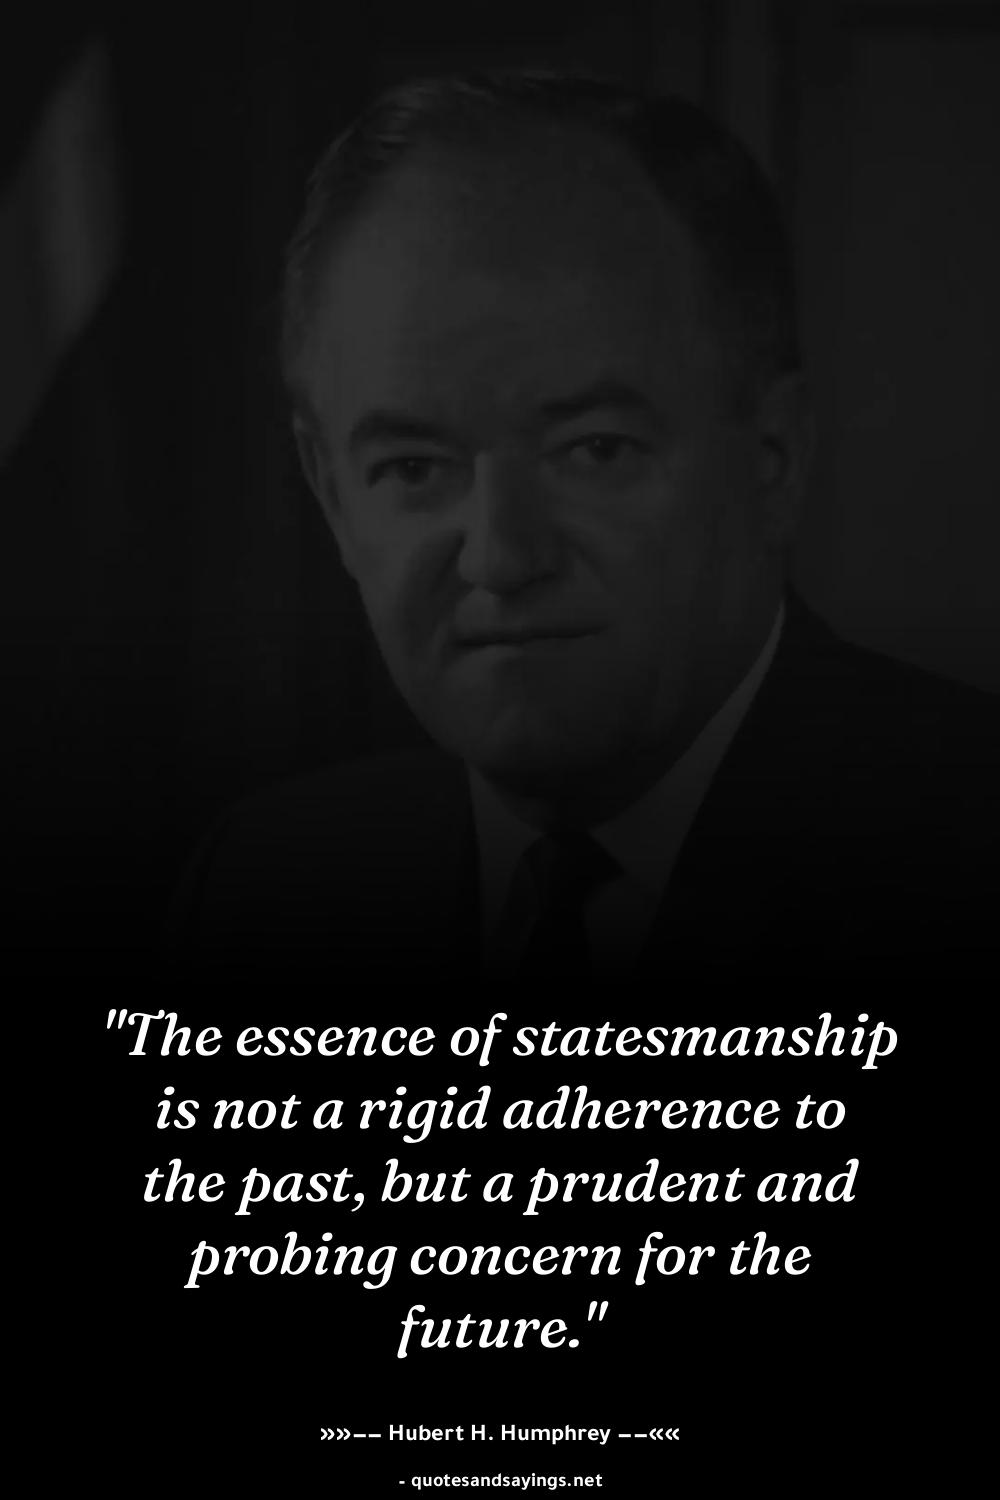 "The essence of statesmanship
is not a rigid adherence to
the past, but a prudent and
probing concern for the
future."
»»−− Hubert H. Humphrey −−««
- quotesandsayings.net